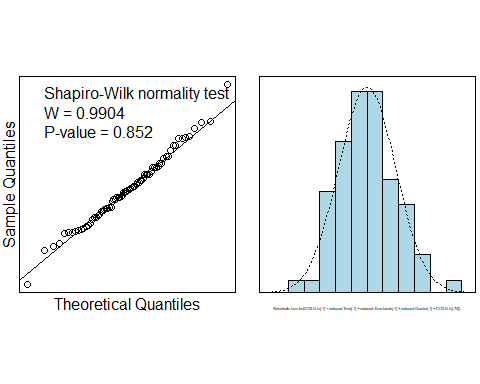 Shapiro-Wilk normality test
W = 0.9904
P-value = 0.852
Sample Quantiles
Theoretical Quantiles